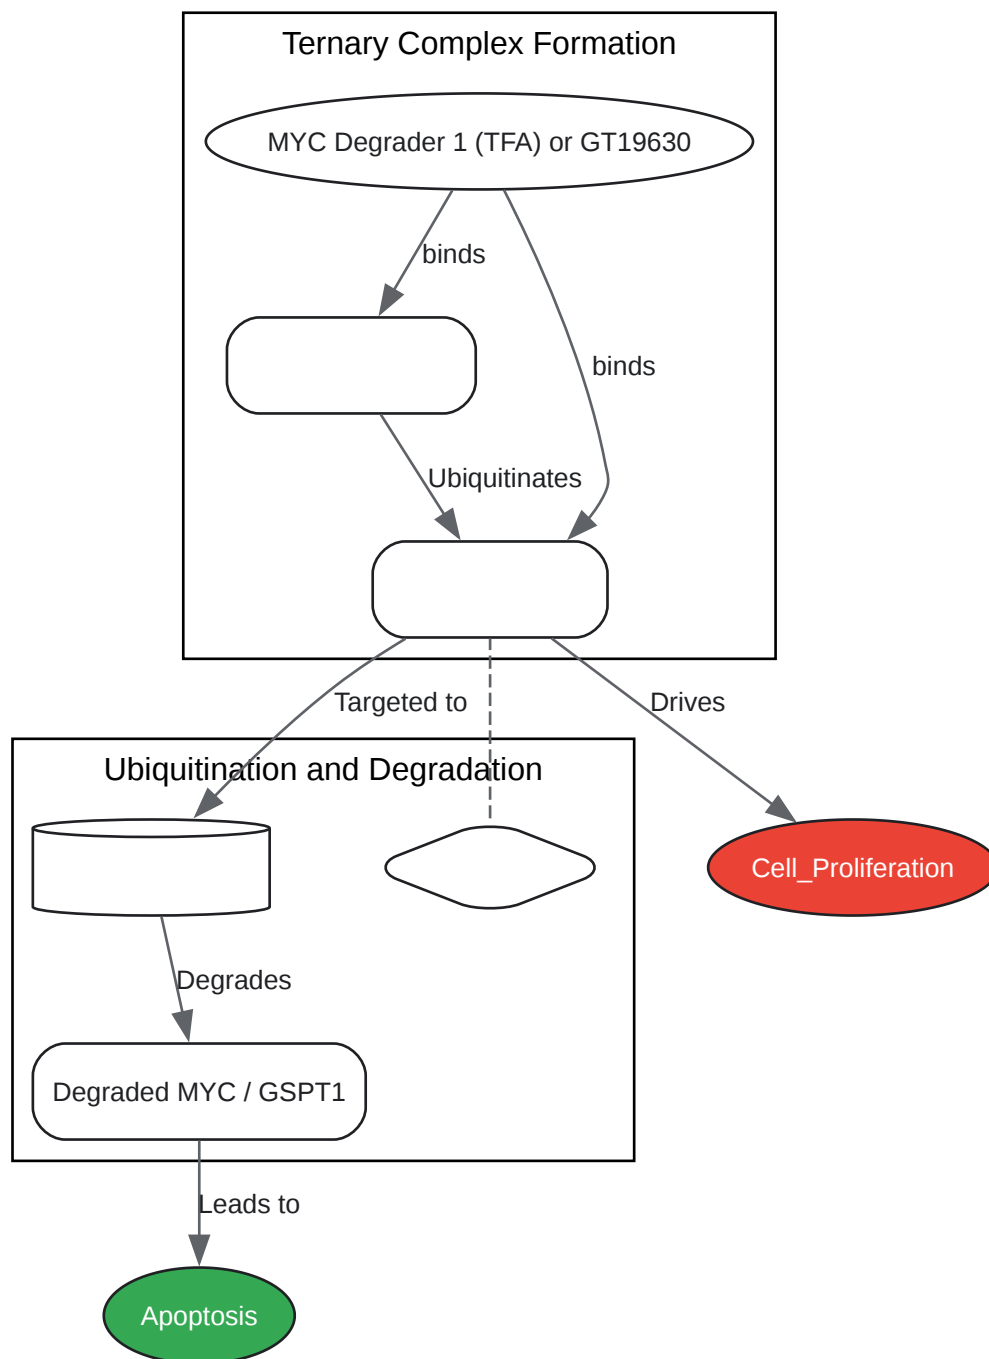 Ternary Complex Formation
MYC Degrader 1 (TFA) or GT19630
binds
binds
Ubiquitinates
Targeted to
Drives
Ubiquitination and Degradation
Cell_Proliferation
Degrades
Degraded MYC / GSPT1
Leads to
Apoptosis